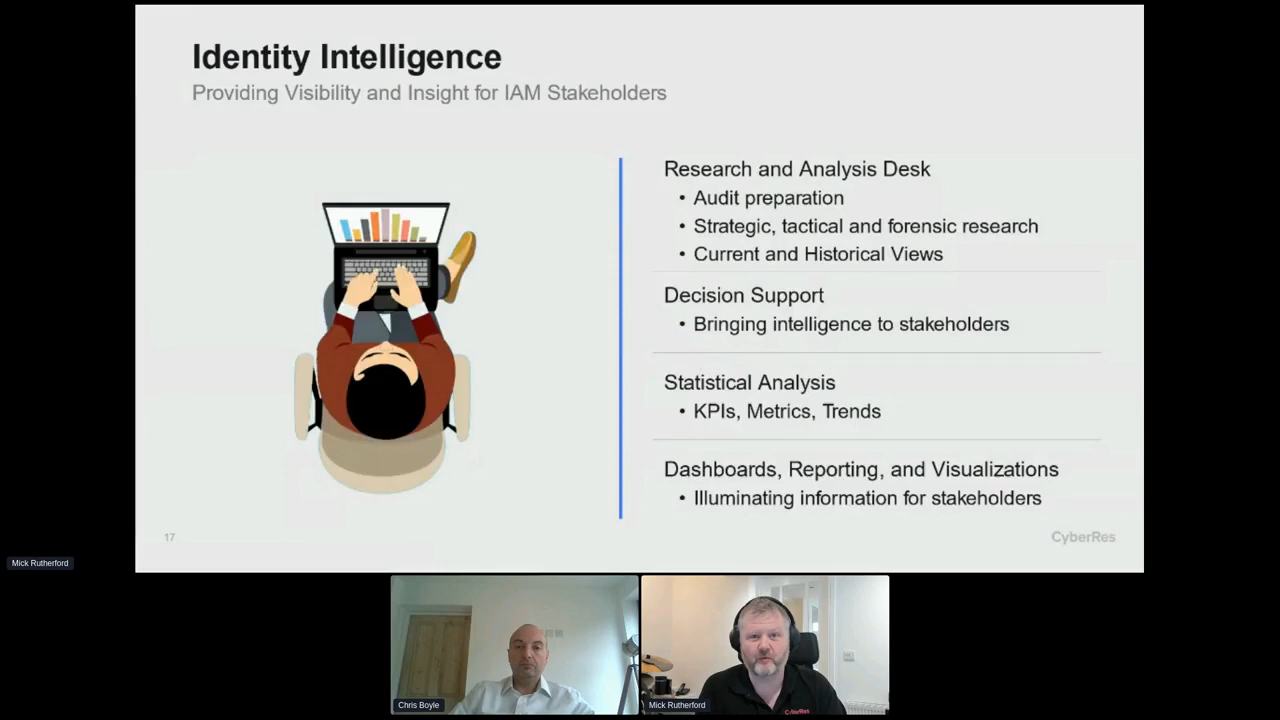 Identity Intelligence
Providing Visibility and Insight for IAM Stakeholders
Research and Analysis Desk
• Audit preparation
• Strategic, tactical and forensic research
• Current and Historical Views
Decision Support
• Bringing intelligence to stakeholders
Statistical Analysis
• KPIs, Metrics, Trends
Dashboards, Reporting, and Visualizations
• Illuminating information for stakeholders
17
CyberRes
Mick Rutherford
Chris Boyle
Mick Rutherford
CyberRes